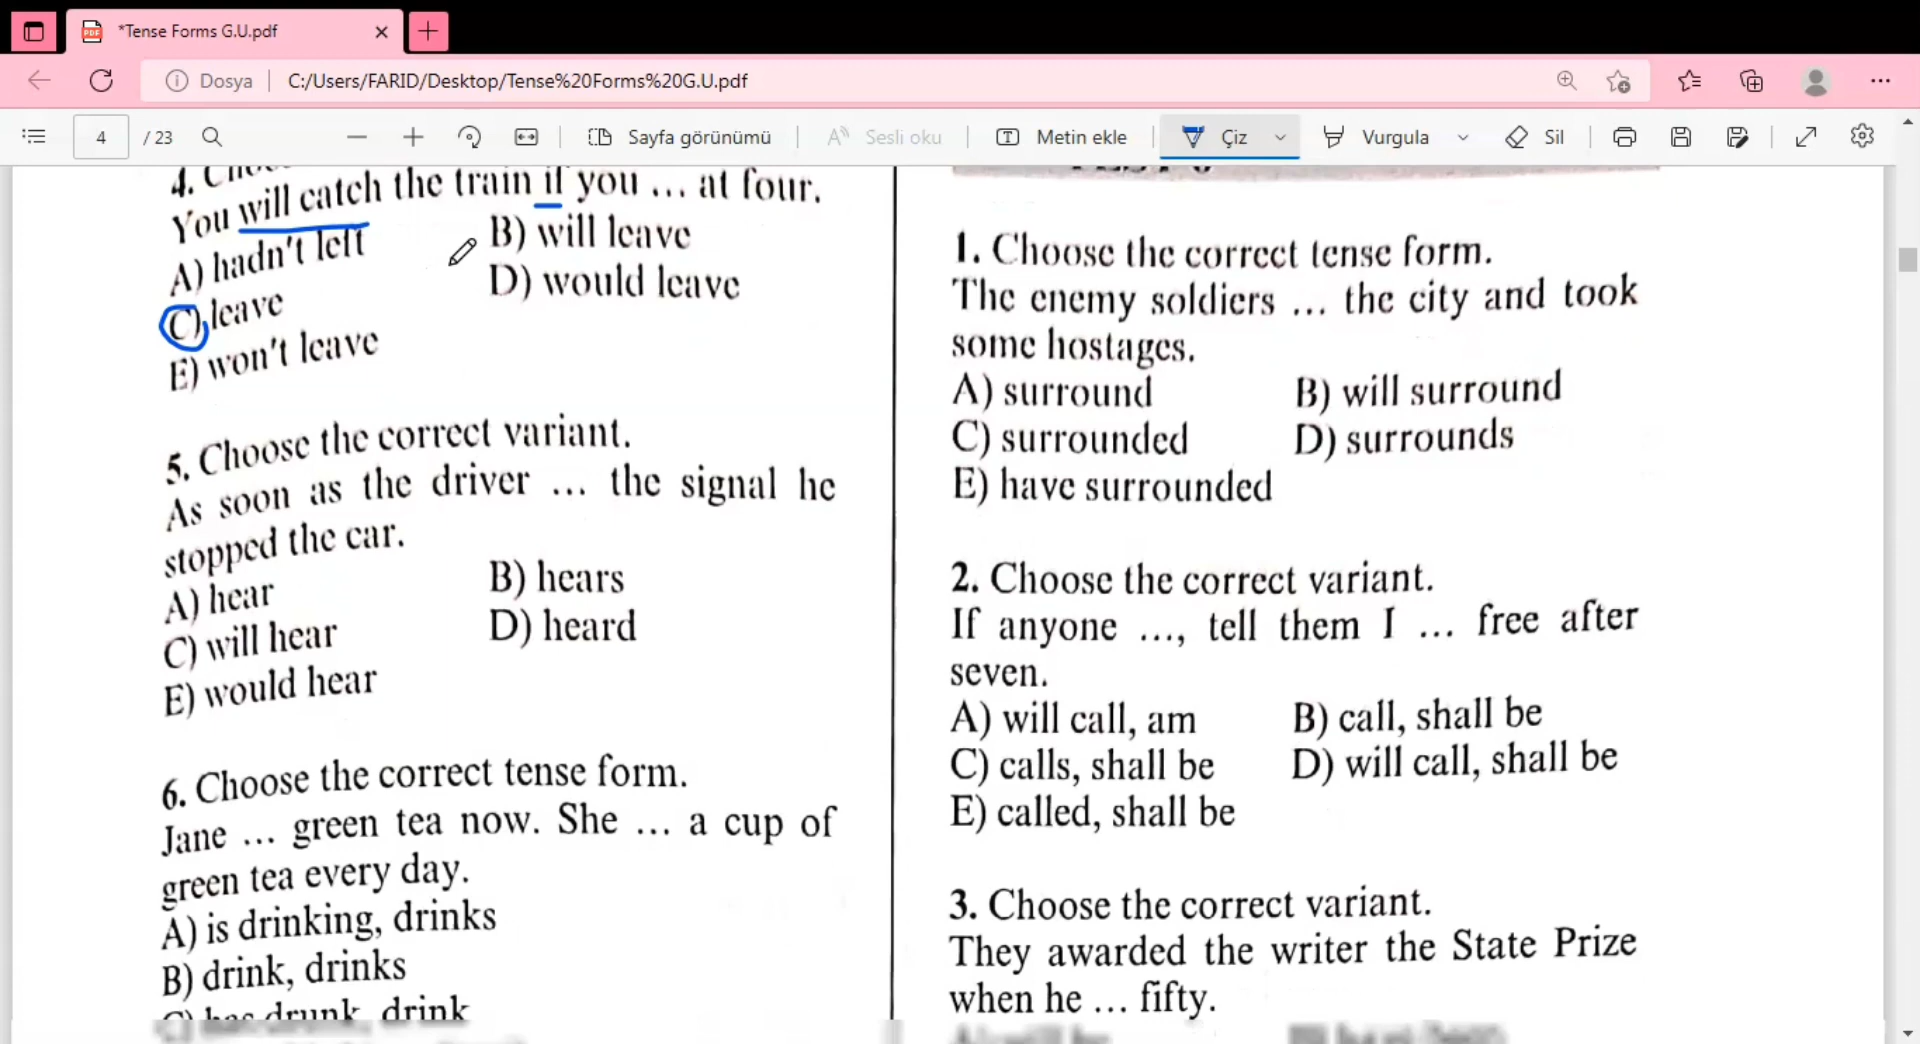 *Tense Forms G.U.pdf
Dosya
C:/Users/FARID/Desktop/Tense%20Forms%20G.U.pdf
4
/ 23
Sayfa görünümü
Sesli oku
Metin ekle
Çiz
Vurgula
Sil
4.
You will catch the train if you ... at four.
A) hadn't left
B) will leave
C) leave
D) would leave
E) won't leave
5. Choose the correct variant.
As soon as the driver ... the signal he
stopped the car.
A) hear
B) hears
C) will hear
D) heard
E) would hear
6. Choose the correct tense form.
Jane ... green tea now. She ... a cup of
green tea every day.
A) is drinking, drinks
B) drink, drinks
C) has drunk, drink
1. Choose the correct tense form.
The enemy soldiers ... the city and took
some hostages.
A) surround
B) will surround
C) surrounded
D) surrounds
E) have surrounded
2. Choose the correct variant.
If anyone ..., tell them I ... free after
seven.
A) will call, am
B) call, shall be
C) calls, shall be
D) will call, shall be
E) called, shall be
3. Choose the correct variant.
They awarded the writer the State Prize
when he ... fifty.